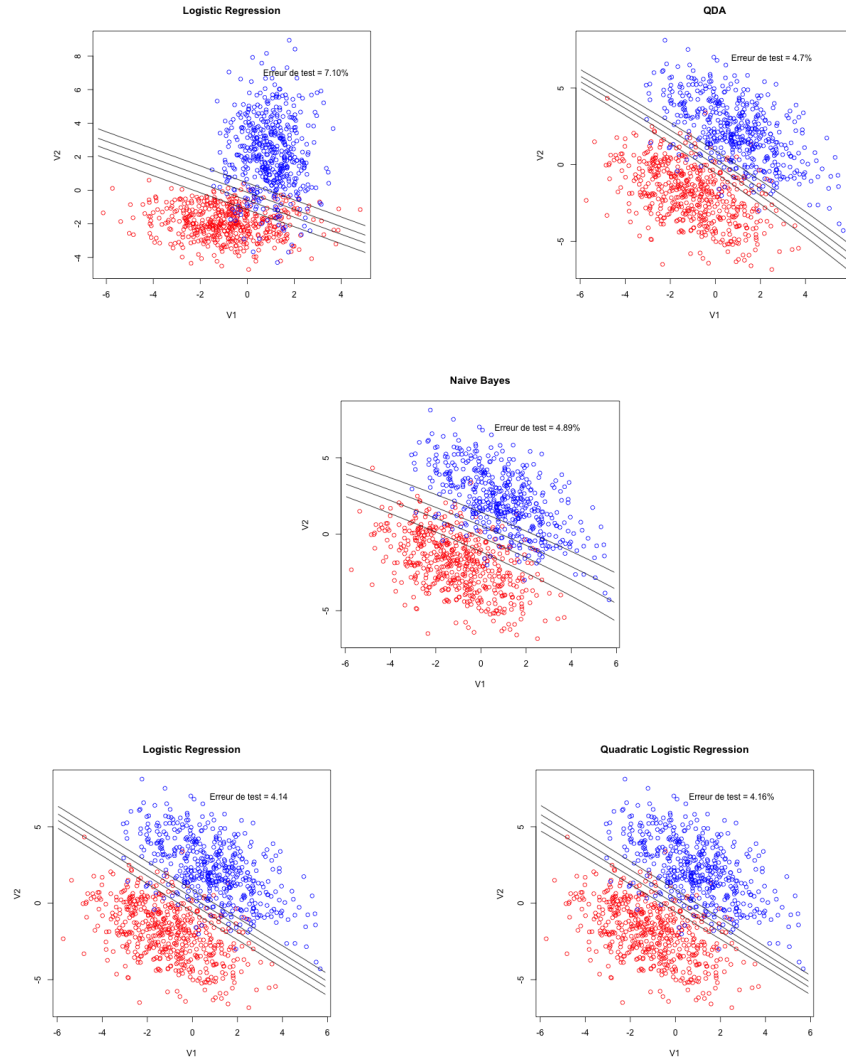 Logistic Regression
Erreur de test = 7.10%
V2
8
6
4
2
0
-2
-4
-6
-4
-2
0
2
4
V1
QDA
Erreur de test = 4.7%
V2
5
0
-5
-6
-4
-2
0
2
4
V1
Naive Bayes
Erreur de test = 4.89%
V2
5
0
-5
-6
-4
-2
0
2
4
6
V1
Logistic Regression
Erreur de test = 4.14
V2
5
0
-5
-6
-4
-2
0
2
4
6
V1
Quadratic Logistic Regression
Erreur de test = 4.16%
V2
5
0
-5
-6
-4
-2
0
2
4
6
V1